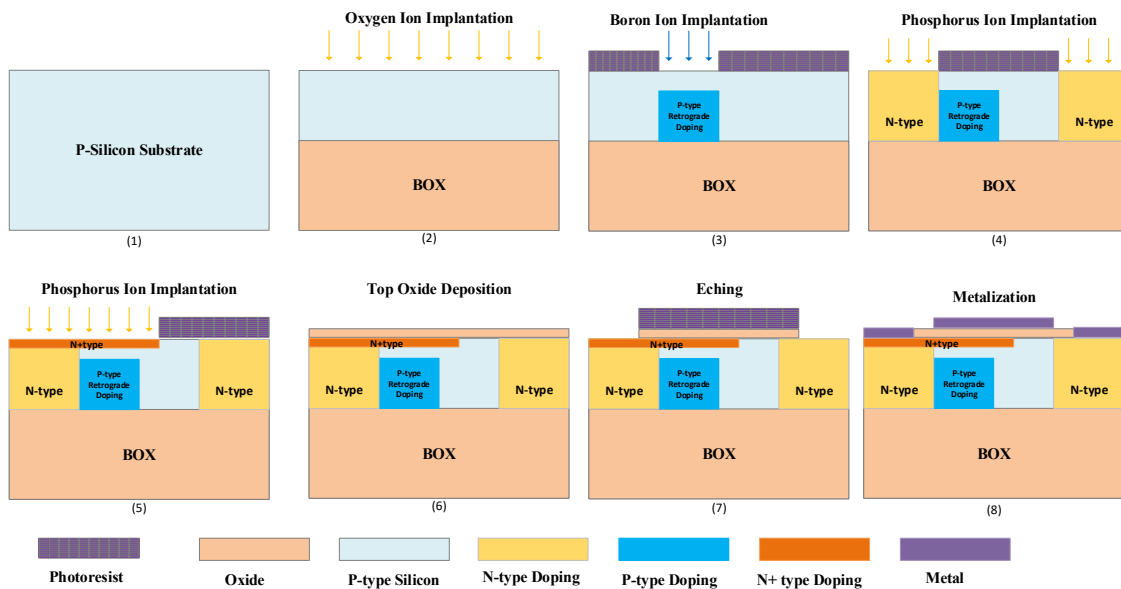 Oxygen Ion Implantation
Boron Ion Implantation
Phosphorus Ion Implantation
P-Silicon Substrate
BOX
P-type
Retrograde
Doping
BOX
N-type
P-type
Retrograde
Doping
N-type
BOX
(1)
(2)
(3)
(4)
Phosphorus Ion Implantation
Top Oxide Deposition
Eching
Metalization
N+type
N-type
P-type
Retrograde
Doping
N-type
BOX
N+type
N-type
P-type
Retrograde
Doping
N-type
BOX
N+type
N-type
P-type
Retrograde
Doping
N-type
BOX
N+type
N-type
P-type
Retrograde
Doping
N-type
BOX
(5)
(6)
(7)
(8)
Photoresist
Oxide
P-type Silicon
N-type Doping
P-type Doping
N+ type Doping
Metal